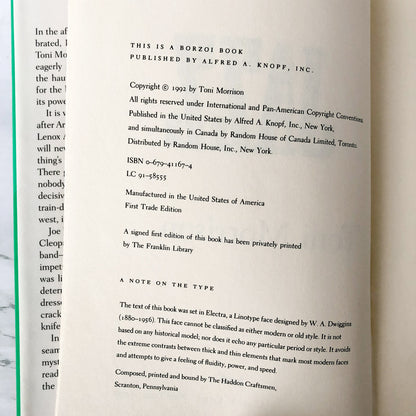 In the af
brated, I
Toni Mo
eagerly
the hau
for the l
its powe
It is
after Ar
Lenox
will nev
thing's
There
nobody
decisiv
train-d
west, i
Joe
Cleop
band—
impet
was li
deter
dresse
crack
knife
In
seam
myst
read
the
THIS IS A BORZOI BOOK
PUBLISHED BY ALFRED A. KNOPF, INC.
Copyright © 1992 by Toni Morrison
All rights reserved under International and Pan-American Copyright Conventions.
Published in the United States by Alfred A. Knopf, Inc., New York,
and simultaneously in Canada by Random House of Canada Limited, Toronto.
Distributed by Random House, Inc., New York.
ISBN 0-679-41167-4
LC 91-58555
Manufactured in the United States of America
First Trade Edition
A signed first edition of this book has been privately printed
by The Franklin Library
A NOTE ON THE TYPE
The text of this book was set in Electra, a Linotype face designed by W. A. Dwiggins
(1880–1956). This face cannot be classified as either modern or old style. It is not
based on any historical model; nor does it echo any particular period or style. It avoids
the extreme contrasts between thick and thin elements that mark most modern faces
and attempts to give a feeling of fluidity, power, and speed.
Composed, printed and bound by The Haddon Craftsmen,
Scranton, Pennsylvania